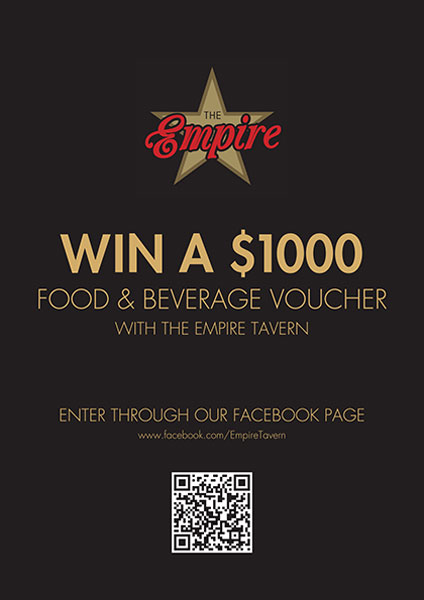 THE
Empire
WIN A $1000
FOOD & BEVERAGE VOUCHER
WITH THE EMPIRE TAVERN
ENTER THROUGH OUR FACEBOOK PAGE
www.facebook.com/EmpireTavern